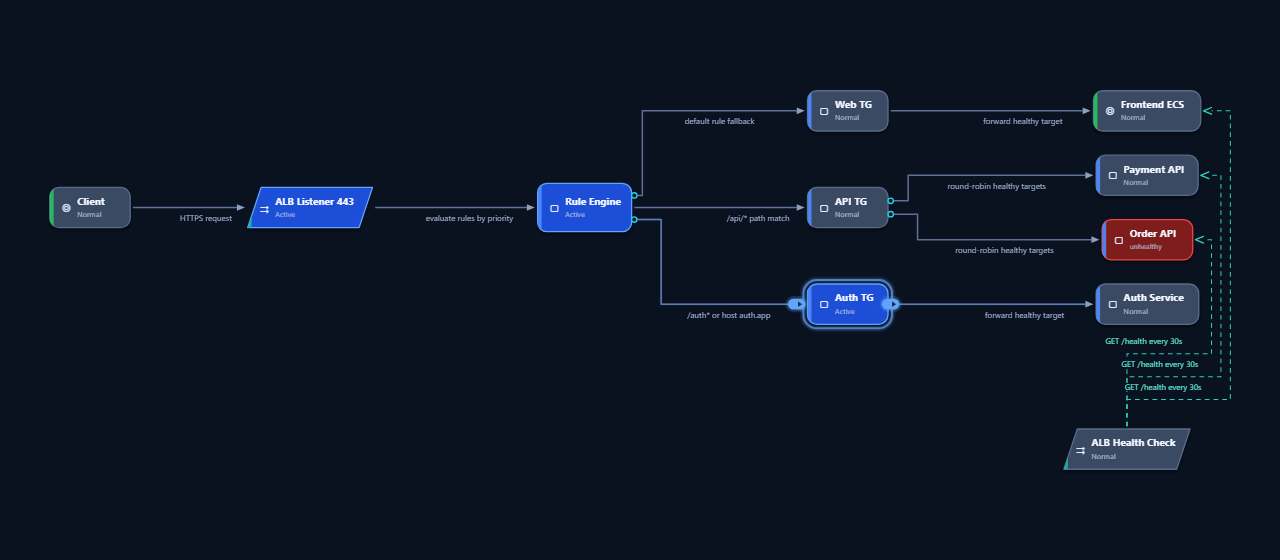 Client
Normal
HTTPS request
ALB Listener 443
Active
evaluate rules by priority
Rule Engine
Active
default rule fallback
/api/* path match
/auth* or host auth.app
Web TG
Normal
API TG
Normal
Auth TG
Active
forward healthy target
round-robin healthy targets
round-robin healthy targets
forward healthy target
Frontend ECS
Normal
Payment API
Normal
Order API
unhealthy
Auth Service
Normal
GET /health every 30s
GET /health every 30s
GET /health every 30s
ALB Health Check
Normal